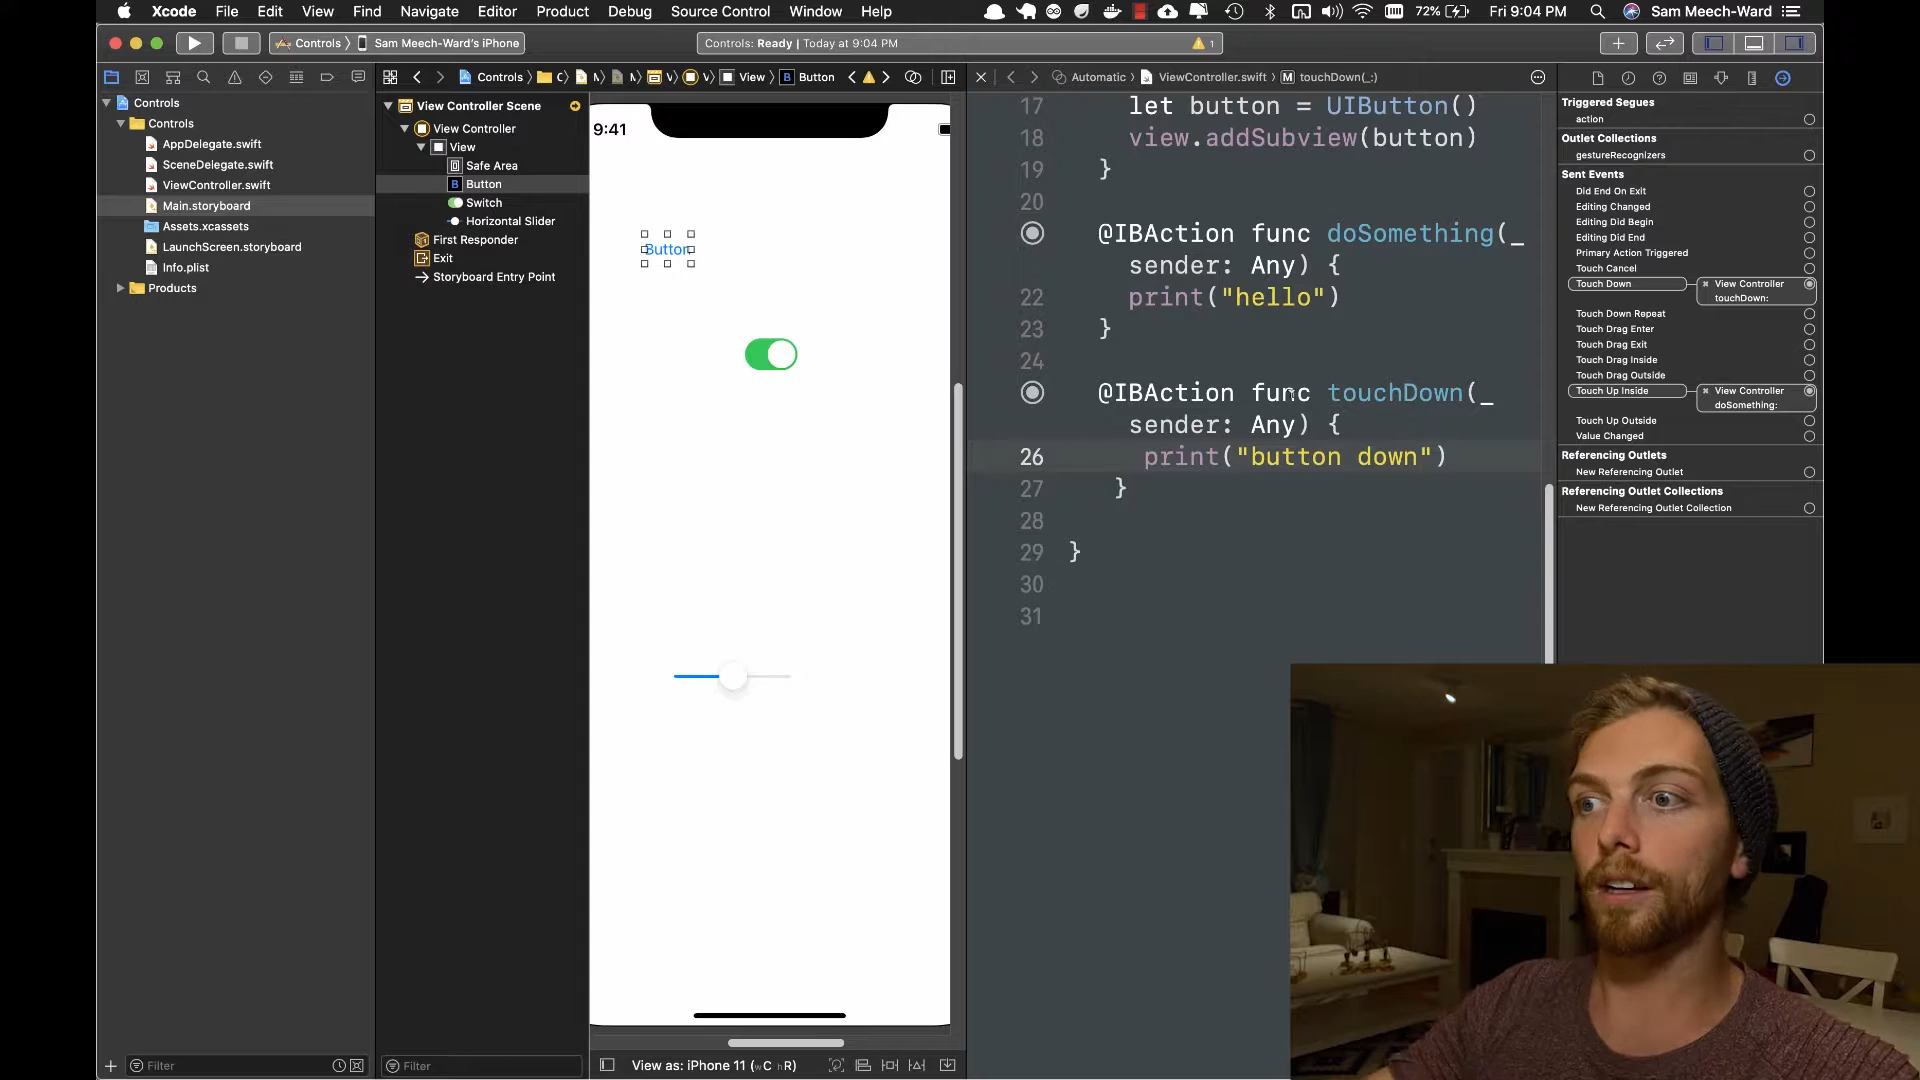 Xcode File Edit View Find Navigate Editor Product Debug Source Control Window Help 72% Fri 9:04 PM Sam Meech-Ward
Controls Sam Meech-Ward's iPhone Controls: Ready | Today at 9:04 PM 1
Controls View Button Automatic ViewController.swift M touchDown(_:)
Controls
Controls
AppDelegate.swift
SceneDelegate.swift
ViewController.swift
Main.storyboard
Assets.xcassets
LaunchScreen.storyboard
Info.plist
Products
Filter
View Controller Scene
View Controller
View
Safe Area
B Button
Switch
Horizontal Slider
First Responder
Exit
Storyboard Entry Point
Filter
9:41
Button
View as: iPhone 11 (wC hR)
17 let button = UIButton()
18 view.addSubview(button)
19 }
20
@IBAction func doSomething(_
sender: Any) {
22 print("hello")
23 }
24
@IBAction func touchDown(_
sender: Any) {
26 print("button down")
27 }
28
29 }
30
31
Triggered Segues
action
Outlet Collections
gestureRecognizers
Sent Events
Did End On Exit
Editing Changed
Editing Did Begin
Editing Did End
Primary Action Triggered
Touch Cancel
Touch Down View Controller
touchDown:
Touch Down Repeat
Touch Drag Enter
Touch Drag Exit
Touch Drag Inside
Touch Drag Outside
Touch Up Inside View Controller
doSomething:
Touch Up Outside
Value Changed
Referencing Outlets
New Referencing Outlet
Referencing Outlet Collections
New Referencing Outlet Collection